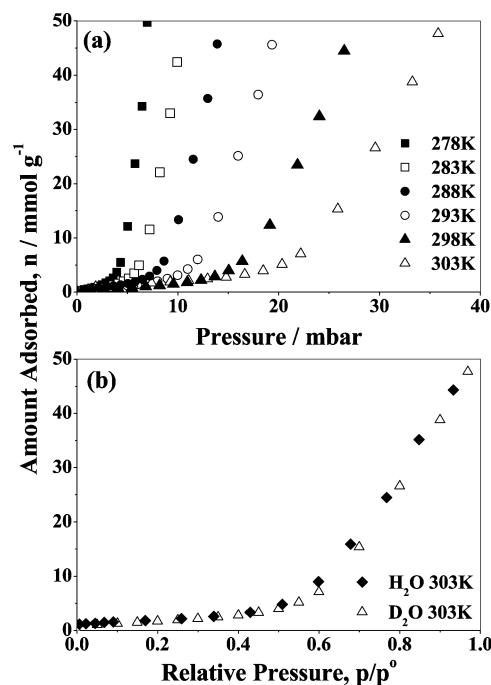 (a)
50
40
30
20
10
0
278K
283K
288K
293K
298K
303K
0 10 20 30 40
Pressure / mbar
Amount Adsorbed, n / mmol g⁻¹
(b)
50
40
30
20
10
0
H₂O 303K
D₂O 303K
0.0 0.2 0.4 0.6 0.8 1.0
Relative Pressure, p/pᵒ